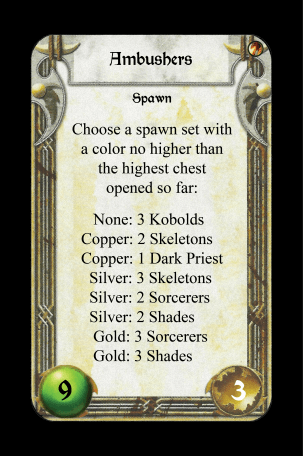 Ambushers
Spawn
Choose a spawn set with
a color no higher than
the highest chest
opened so far:
None: 3 Kobolds
Copper: 2 Skeletons
Copper: 1 Dark Priest
Silver: 3 Skeletons
Silver: 2 Sorcerers
Silver: 2 Shades
Gold: 3 Sorcerers
Gold: 3 Shades
9
3